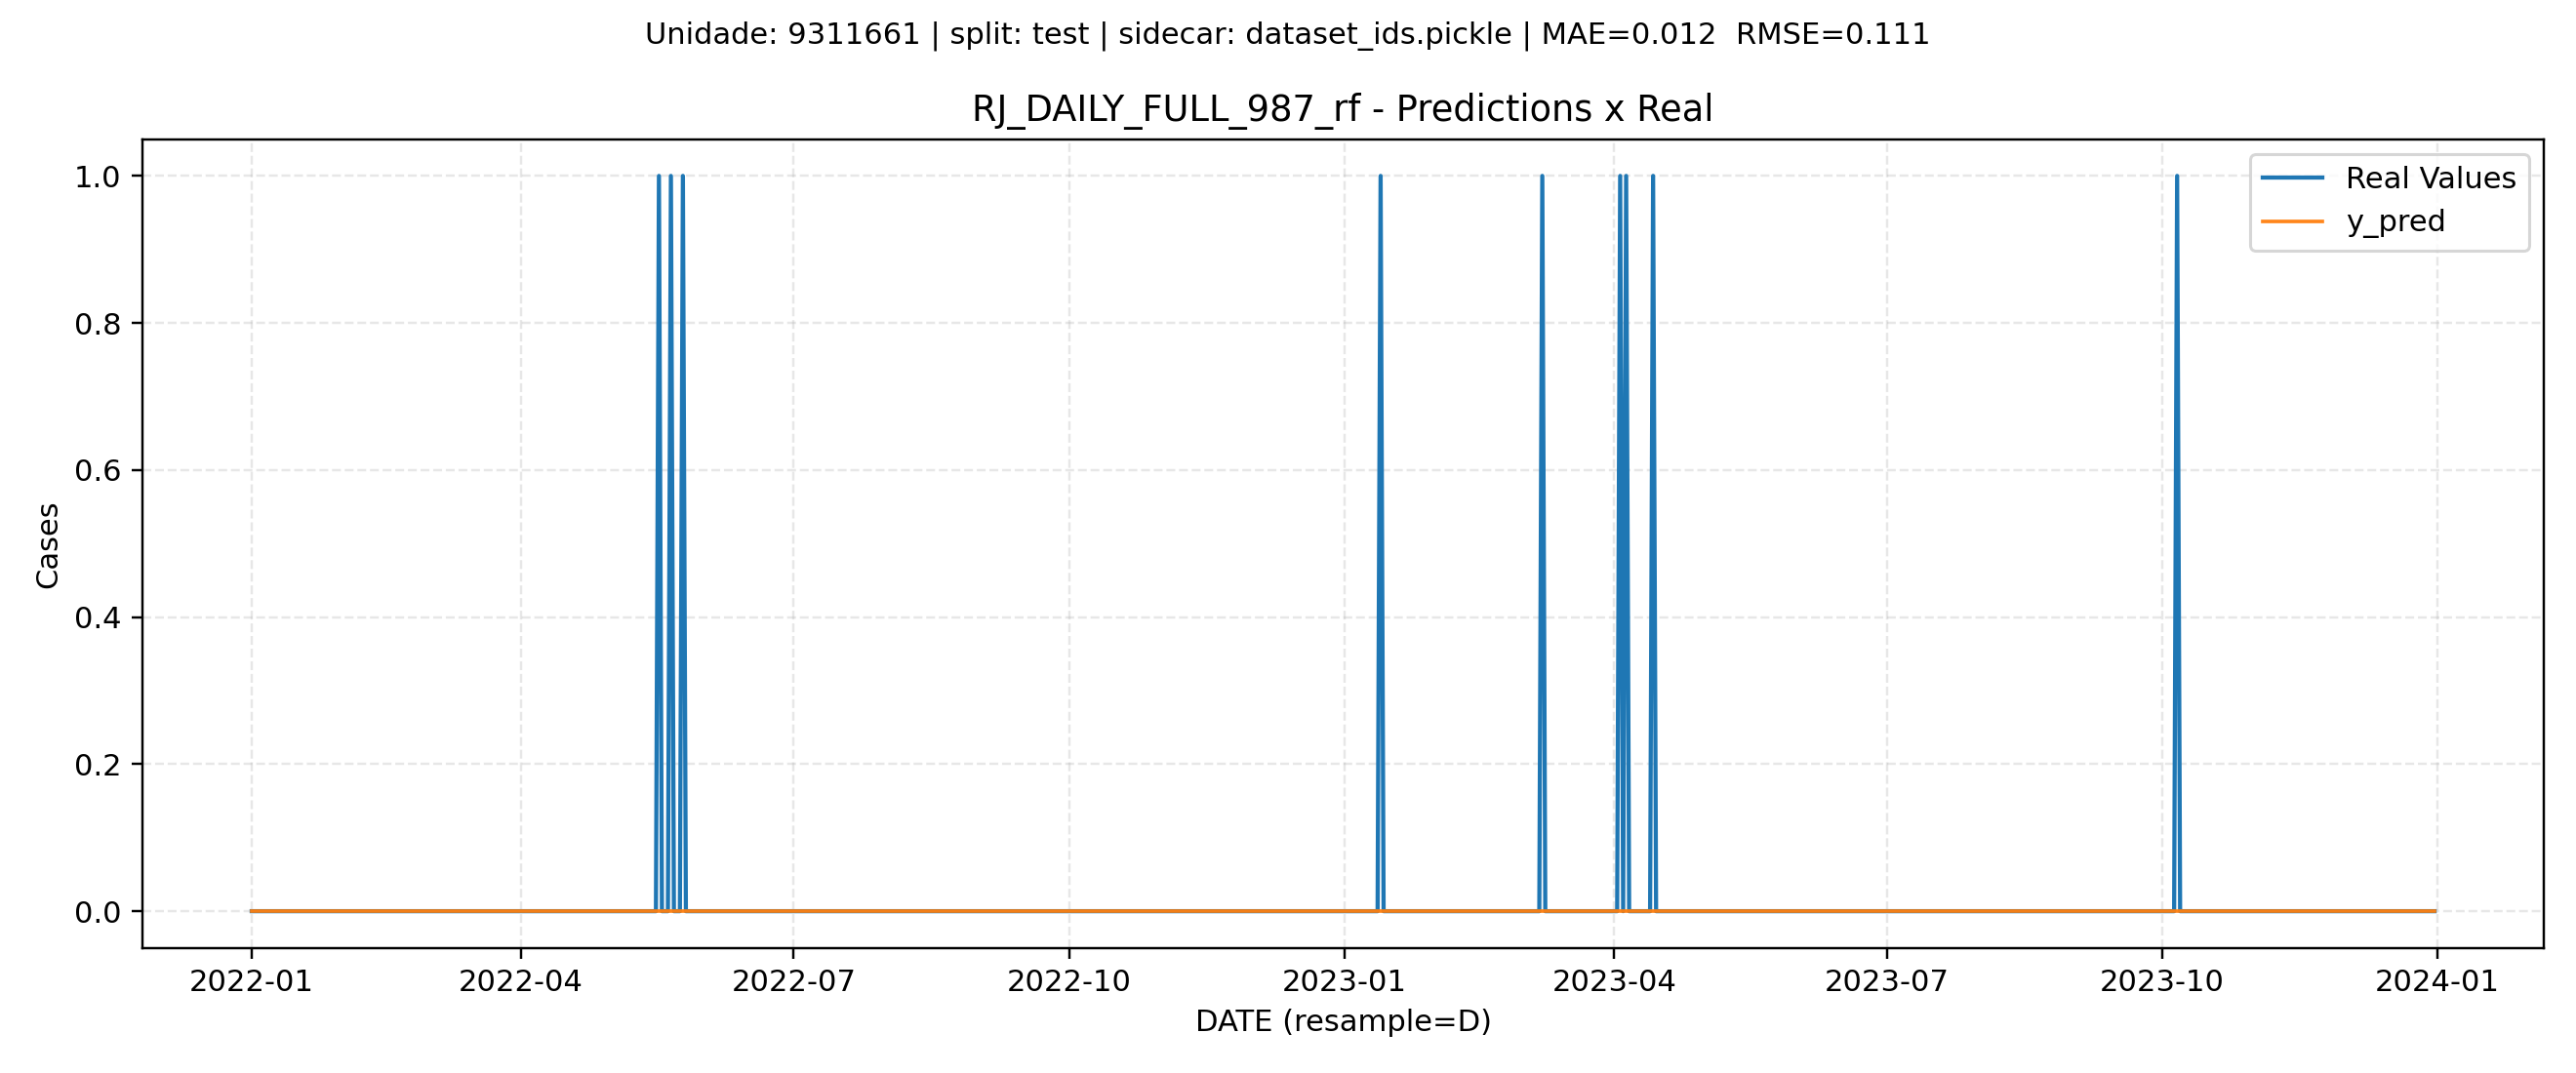 Unidade: 9311661 | split: test | sidecar: dataset_ids.pickle | MAE=0.012  RMSE=0.111
RJ_DAILY_FULL_987_rf - Predictions x Real
1.0
0.8
0.6
0.4
0.2
0.0
Cases
Real Values
y_pred
2022-01
2022-04
2022-07
2022-10
2023-01
2023-04
2023-07
2023-10
2024-01
DATE (resample=D)